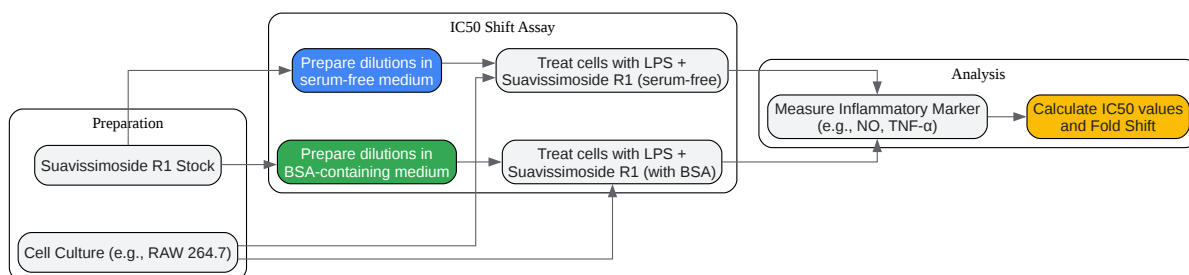 Preparation
Suavissimoside R1 Stock
Cell Culture (e.g., RAW 264.7)
IC50 Shift Assay
Prepare dilutions in
serum-free medium
Treat cells with LPS +
Suavissimoside R1 (serum-free)
Prepare dilutions in
BSA-containing medium
Treat cells with LPS +
Suavissimoside R1 (with BSA)
Analysis
Measure Inflammatory Marker
(e.g., NO, TNF-α)
Calculate IC50 values
and Fold Shift